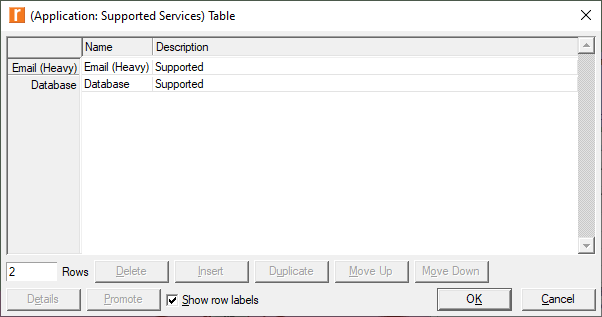 r (Application: Supported Services) Table
Name Description
Email (Heavy) Email (Heavy) Supported
Database Database Supported
2 Rows Delete Insert Duplicate Move Up Move Down
Details Promote Show row labels OK Cancel